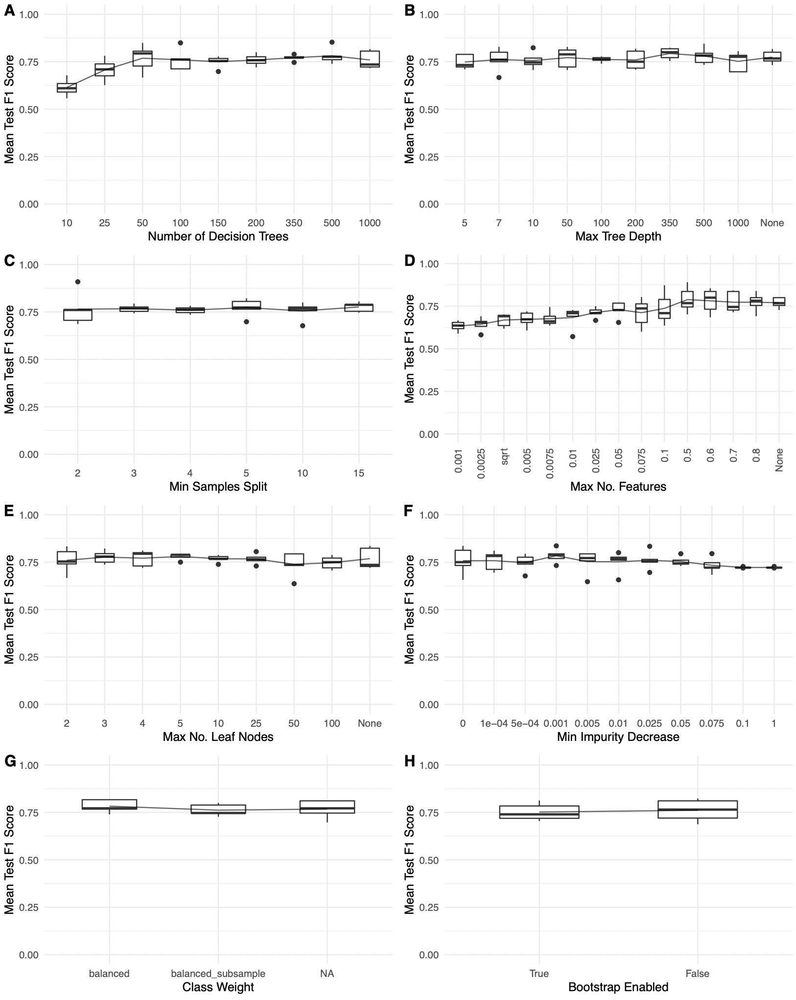 A
1.00
0.75
0.50
0.25
0.00
Mean Test F1 Score
10 25 50 100 150 200 350 500 1000
Number of Decision Trees
B
1.00
0.75
0.50
0.25
0.00
Mean Test F1 Score
5 7 10 50 100 200 350 500 1000 None
Max Tree Depth
C
1.00
0.75
0.50
0.25
0.00
Mean Test F1 Score
2 3 4 5 10 15
Min Samples Split
D
1.00
0.75
0.50
0.25
0.00
Mean Test F1 Score
0.001 0.0025 sqrt 0.005 0.0075 0.01 0.025 0.05 0.075 0.1 0.5 0.6 0.7 0.8 None
Max No. Features
E
1.00
0.75
0.50
0.25
0.00
Mean Test F1 Score
2 3 4 5 10 25 50 100 None
Max No. Leaf Nodes
F
1.00
0.75
0.50
0.25
0.00
Mean Test F1 Score
0 1e−04 5e−04 0.001 0.005 0.01 0.025 0.05 0.075 0.1 1
Min Impurity Decrease
G
1.00
0.75
0.50
0.25
0.00
Mean Test F1 Score
balanced balanced_subsample NA
Class Weight
H
1.00
0.75
0.50
0.25
0.00
Mean Test F1 Score
True False
Bootstrap Enabled